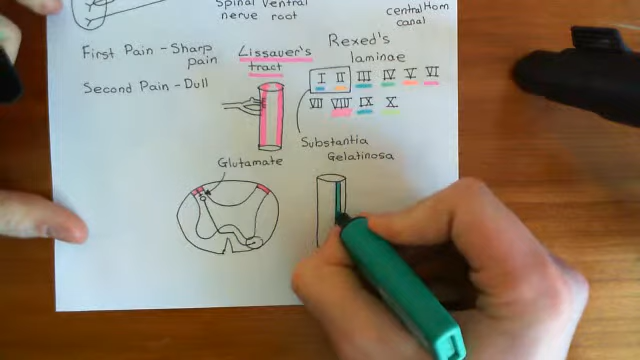 Spinal Ventral
nerve root
central Horn
canal
First Pain - Sharp
pain
Second Pain - Dull
Lissauer's
tract
Rexed's
laminae
I II III IV V VI
VII VIII IX X
Substantia
Gelatinosa
Glutamate